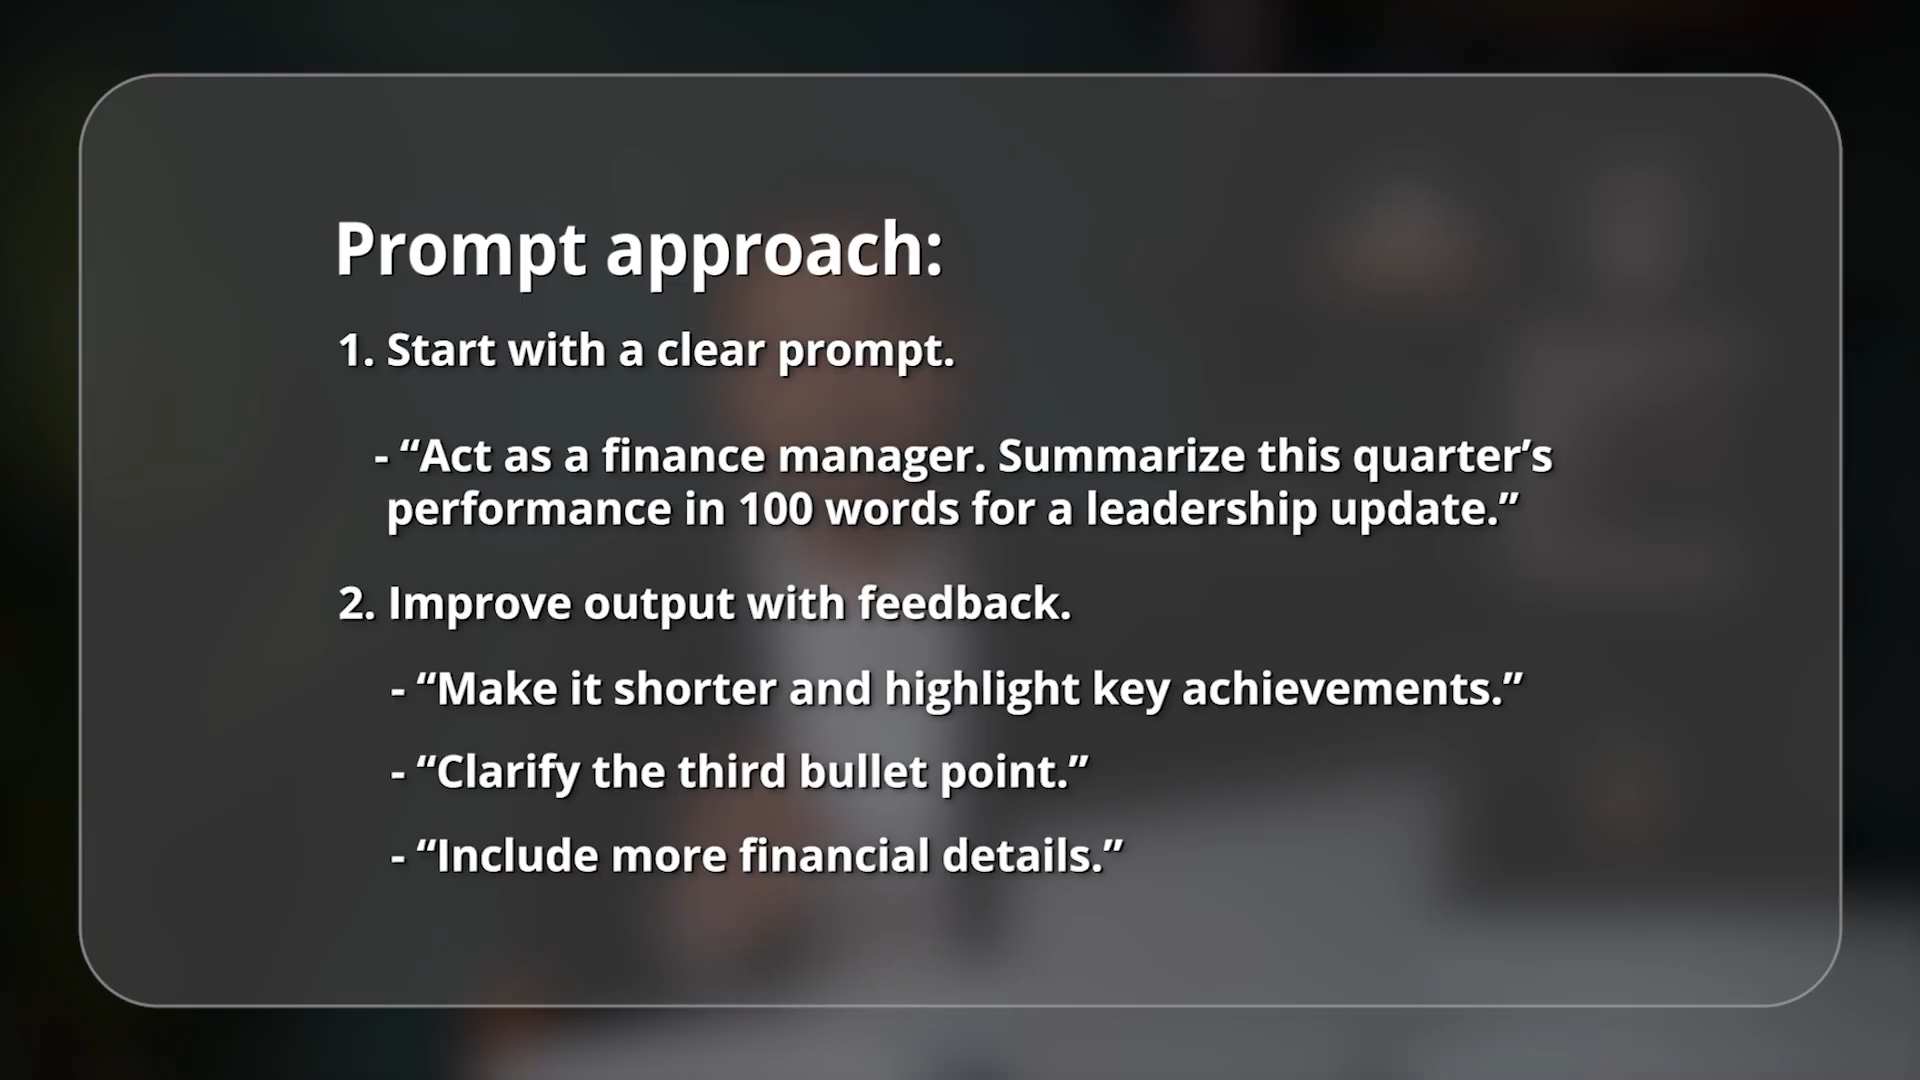 Prompt approach:
1. Start with a clear prompt.
- “Act as a finance manager. Summarize this quarter’s
performance in 100 words for a leadership update.”
2. Improve output with feedback.
- “Make it shorter and highlight key achievements.”
- “Clarify the third bullet point.”
- “Include more financial details.”